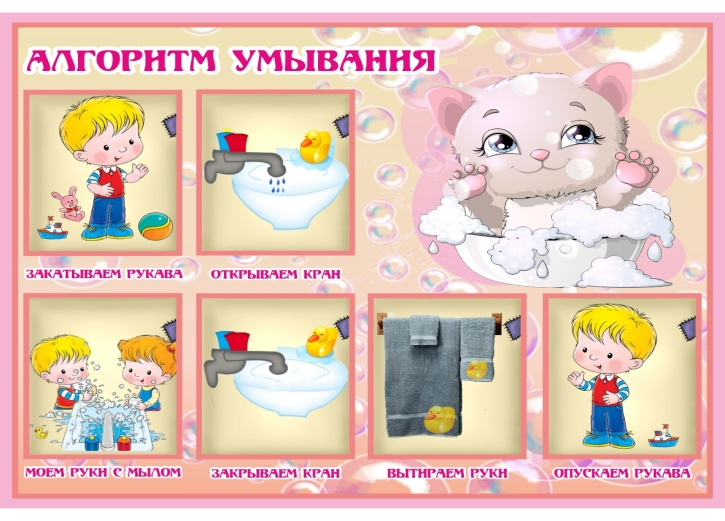 АЛГОРИТМ УМЫВАНИЯ
ЗАКАТЫВАЕМ РУКАВА
ОТКРЫВАЕМ КРАН
МОЕМ РУКИ С МЫЛОМ
ЗАКРЫВАЕМ КРАН
ВЫТИРАЕМ РУКИ
ОПУСКАЕМ РУКАВА